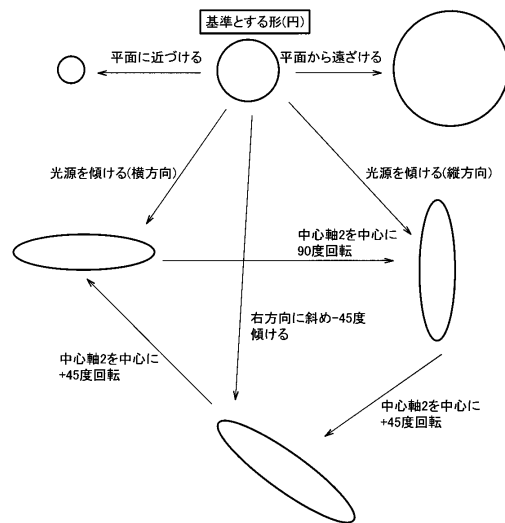 基準とする形(円)
平面に近づける
平面から遠ざける
光源を傾ける(横方向)
光源を傾ける(縦方向)
中心軸2を中心に
90度回転
右方向に斜め-45度
傾ける
中心軸2を中心に
+45度回転
中心軸2を中心に
+45度回転